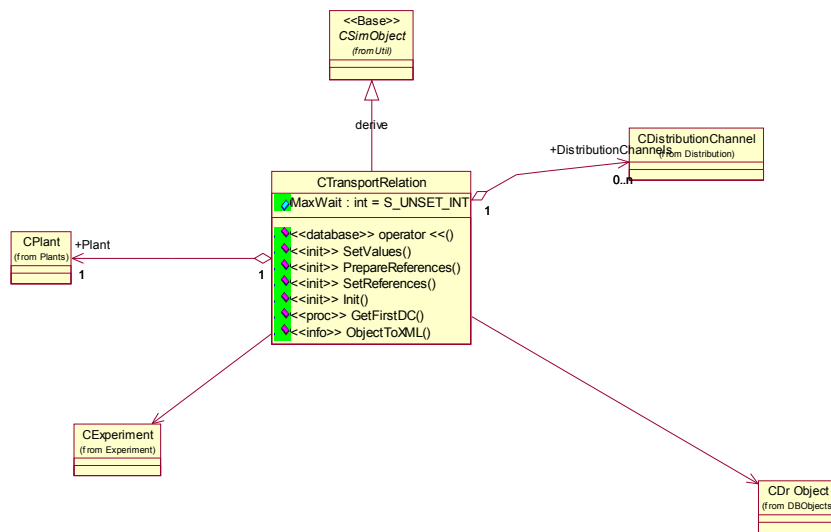 <<Base>>
CSimObject
(from Util)
derive
CDistributionChannel
(from Distribution)
+DistributionChannels
0..n
1
CTransportRelation
MaxWait : int = S_UNSET_INT
<<database>> operator <<()
<<init>> SetValues()
<<init>> PrepareReferences()
<<init>> SetReferences()
<<init>> Init()
<<proc>> GetFirstDC()
<<info>> ObjectToXML()
CPlant
(from Plants)
+Plant
1
1
CExperiment
(from Experiment)
CDr Object
(from DBObjects